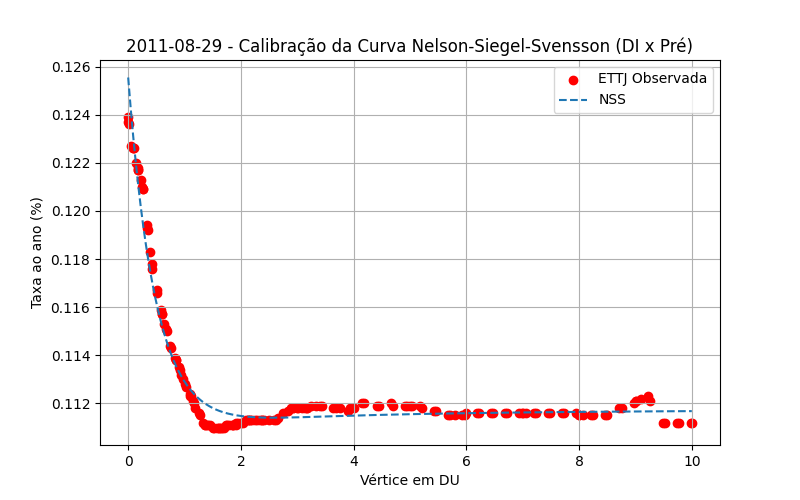 2011-08-29 - Calibração da Curva Nelson-Siegel-Svensson (DI x Pré)
ETTJ Observada
NSS
Taxa ao ano (%)
0.126
0.124
0.122
0.120
0.118
0.116
0.114
0.112
0 2 4 6 8 10
Vértice em DU